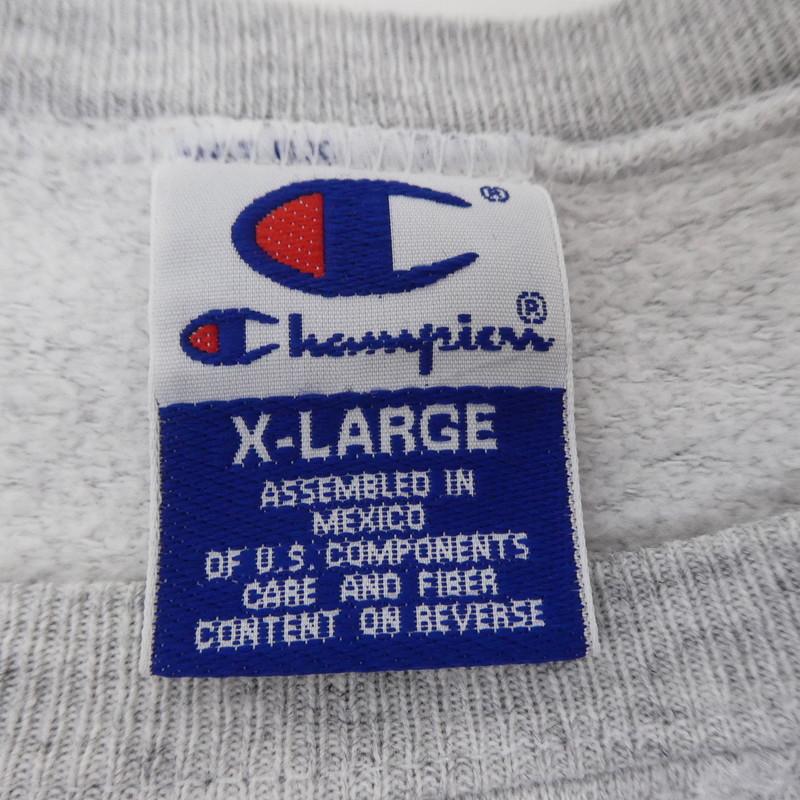 ®
Champion®
X-LARGE
ASSEMBLED IN
MEXICO
OF U.S. COMPONENTS
CARE AND FIBER
CONTENT ON REVERSE